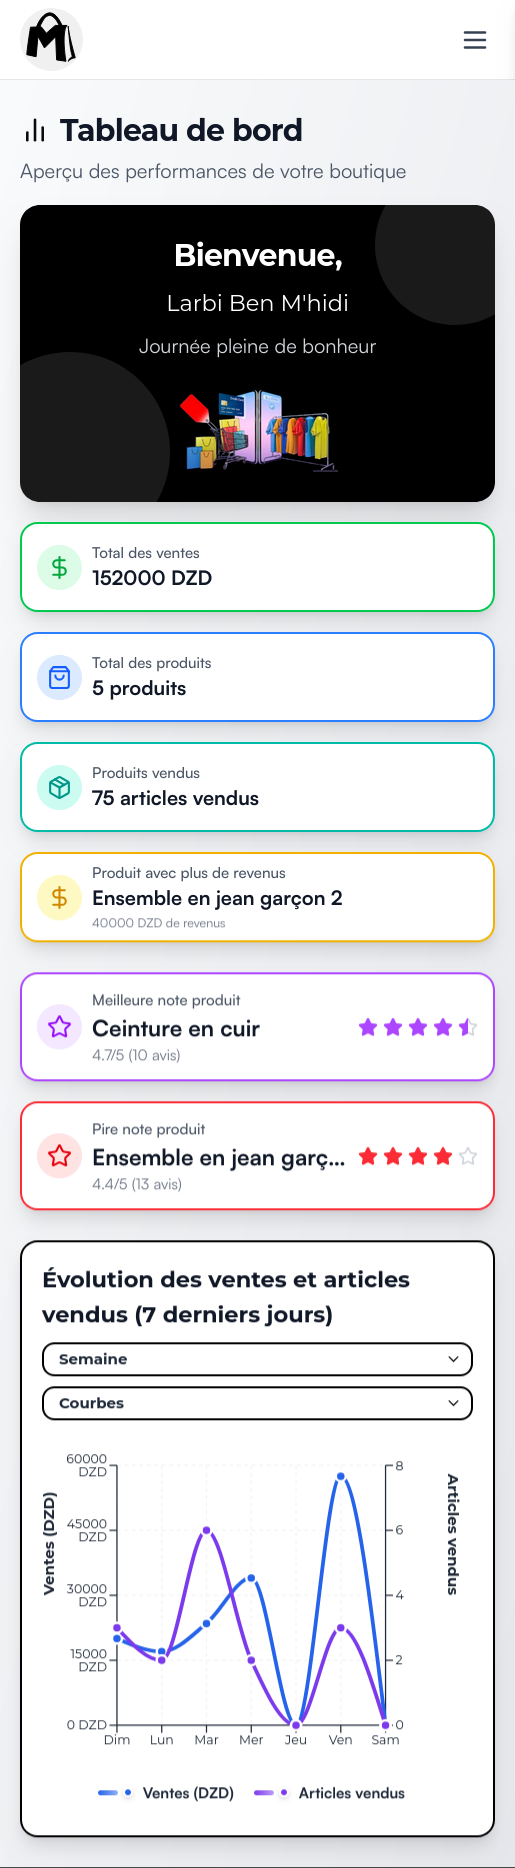 M
Tableau de bord
Aperçu des performances de votre boutique
Bienvenue,
Larbi Ben M'hidi
Journée pleine de bonheur
Total des ventes
152000 DZD
Total des produits
5 produits
Produits vendus
75 articles vendus
Produit avec plus de revenus
Ensemble en jean garçon 2
40000 DZD de revenus
Meilleure note produit
Ceinture en cuir
4.7/5 (10 avis)
Pire note produit
Ensemble en jean garç...
4.4/5 (13 avis)
Évolution des ventes et articles
vendus (7 derniers jours)
Semaine
Courbes
Ventes (DZD)
60000
DZD
45000
DZD
30000
DZD
15000
DZD
0 DZD
8
6
4
2
0
Articles vendus
Dim Lun Mar Mer Jeu Ven Sam
Ventes (DZD) Articles vendus